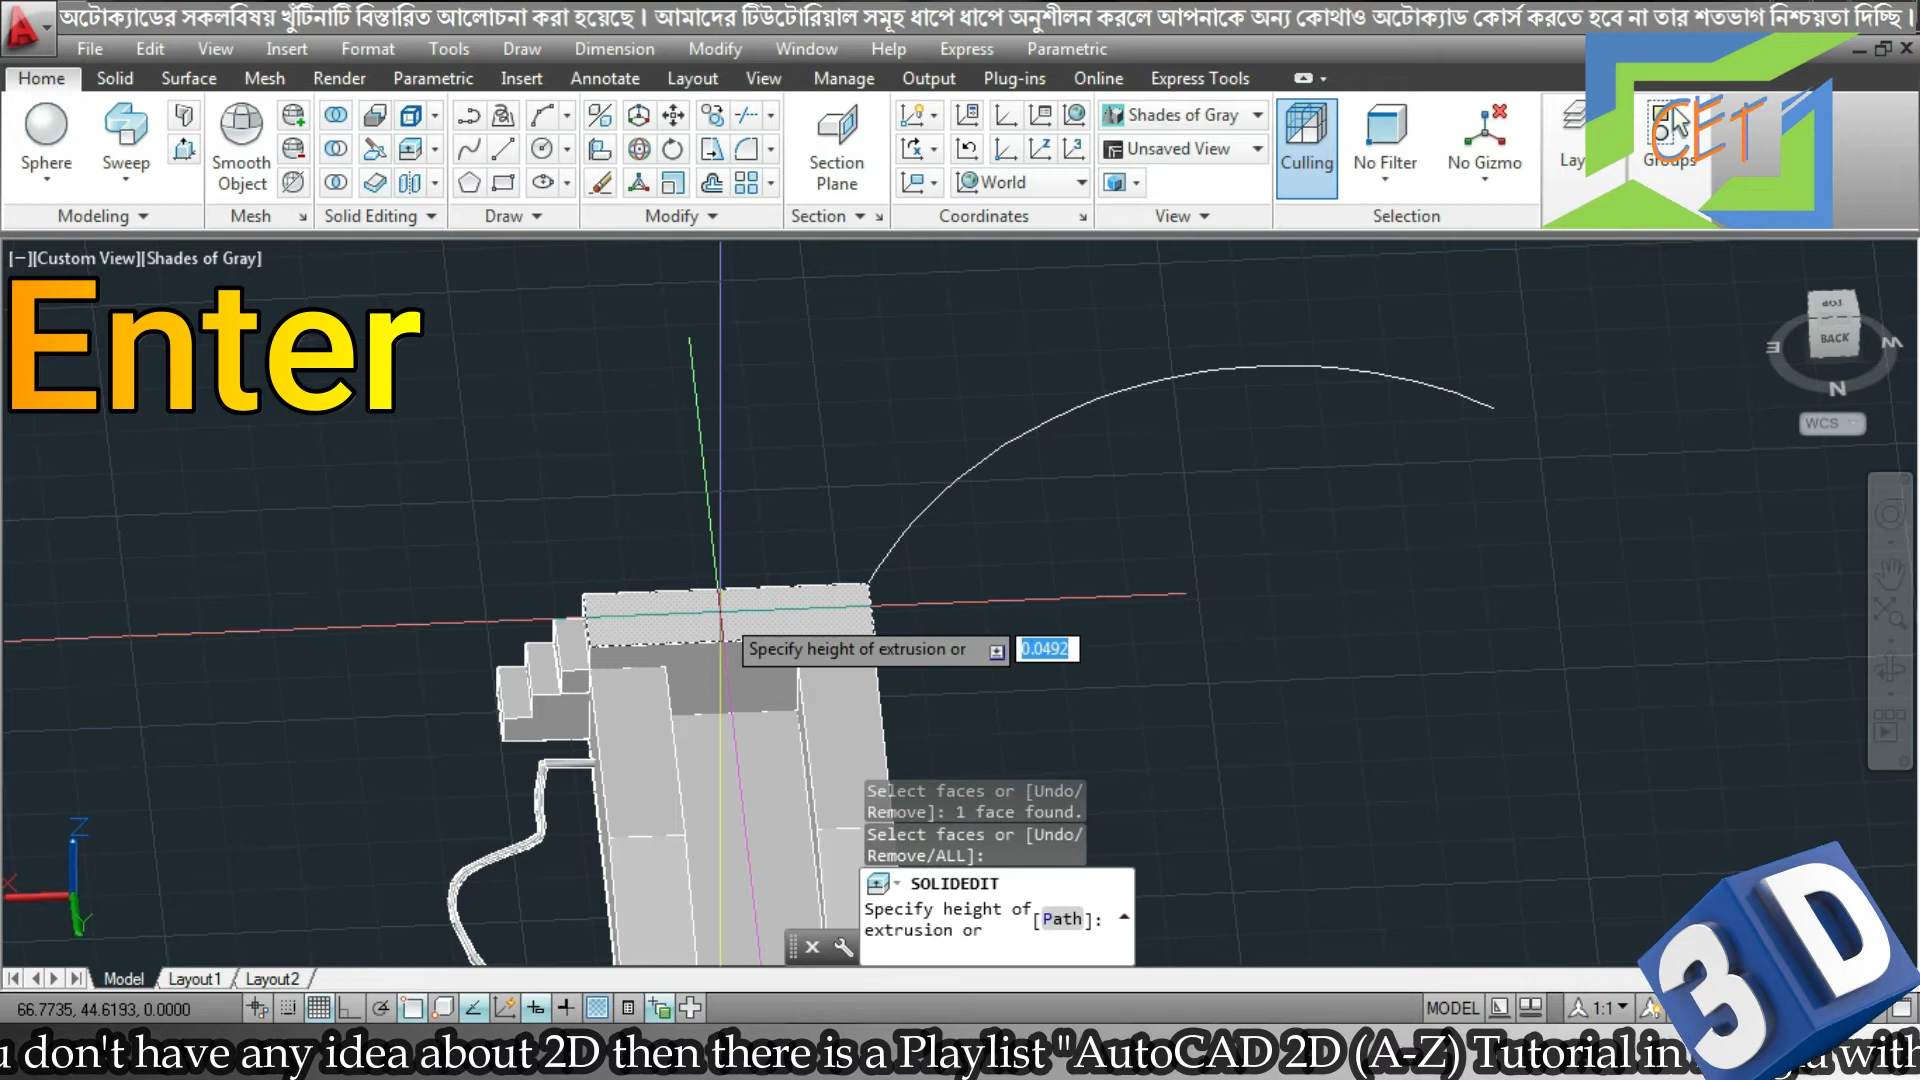 অটোক্যাডের সকলবিষয় খুঁটিনাটি বিস্তারিত আলোচনা করা হয়েছে। আমাদের টিউটোরিয়াল সমূহ ধাপে ধাপে অনুশীলন করলে আপনাকে অন্য কোথাও অটোক্যাড কোর্স করতে হবে না তার শতভাগ নিশ্চয়তা দিচ্ছি।
File Edit View Insert Format Tools Draw Dimension Modify Window Help Express Parametric
Home Solid Surface Mesh Render Parametric Insert Annotate Layout View Manage Output Plug-ins Online Express Tools
Shades of Gray
Unsaved View
World
Sphere Sweep Smooth Object Section Plane Culling No Filter No Gizmo Groups
CET
Modeling Mesh Solid Editing Draw Modify Section Coordinates View Selection
[−][Custom View][Shades of Gray]
Enter
TOP
BACK
E
W
N
WCS
Specify height of extrusion or 0.0492
Select faces or [Undo/
Remove]: 1 face found.
Select faces or [Undo/
Remove/ALL]:
SOLIDEDIT
Specify height of extrusion or [Path]:
Z
X
Y
Model Layout1 Layout2
66.7735, 44.6193, 0.0000
MODEL 1:1
3D
don't have any idea about 2D then there is a Playlist "AutoCAD 2D (A-Z) Tutorial in